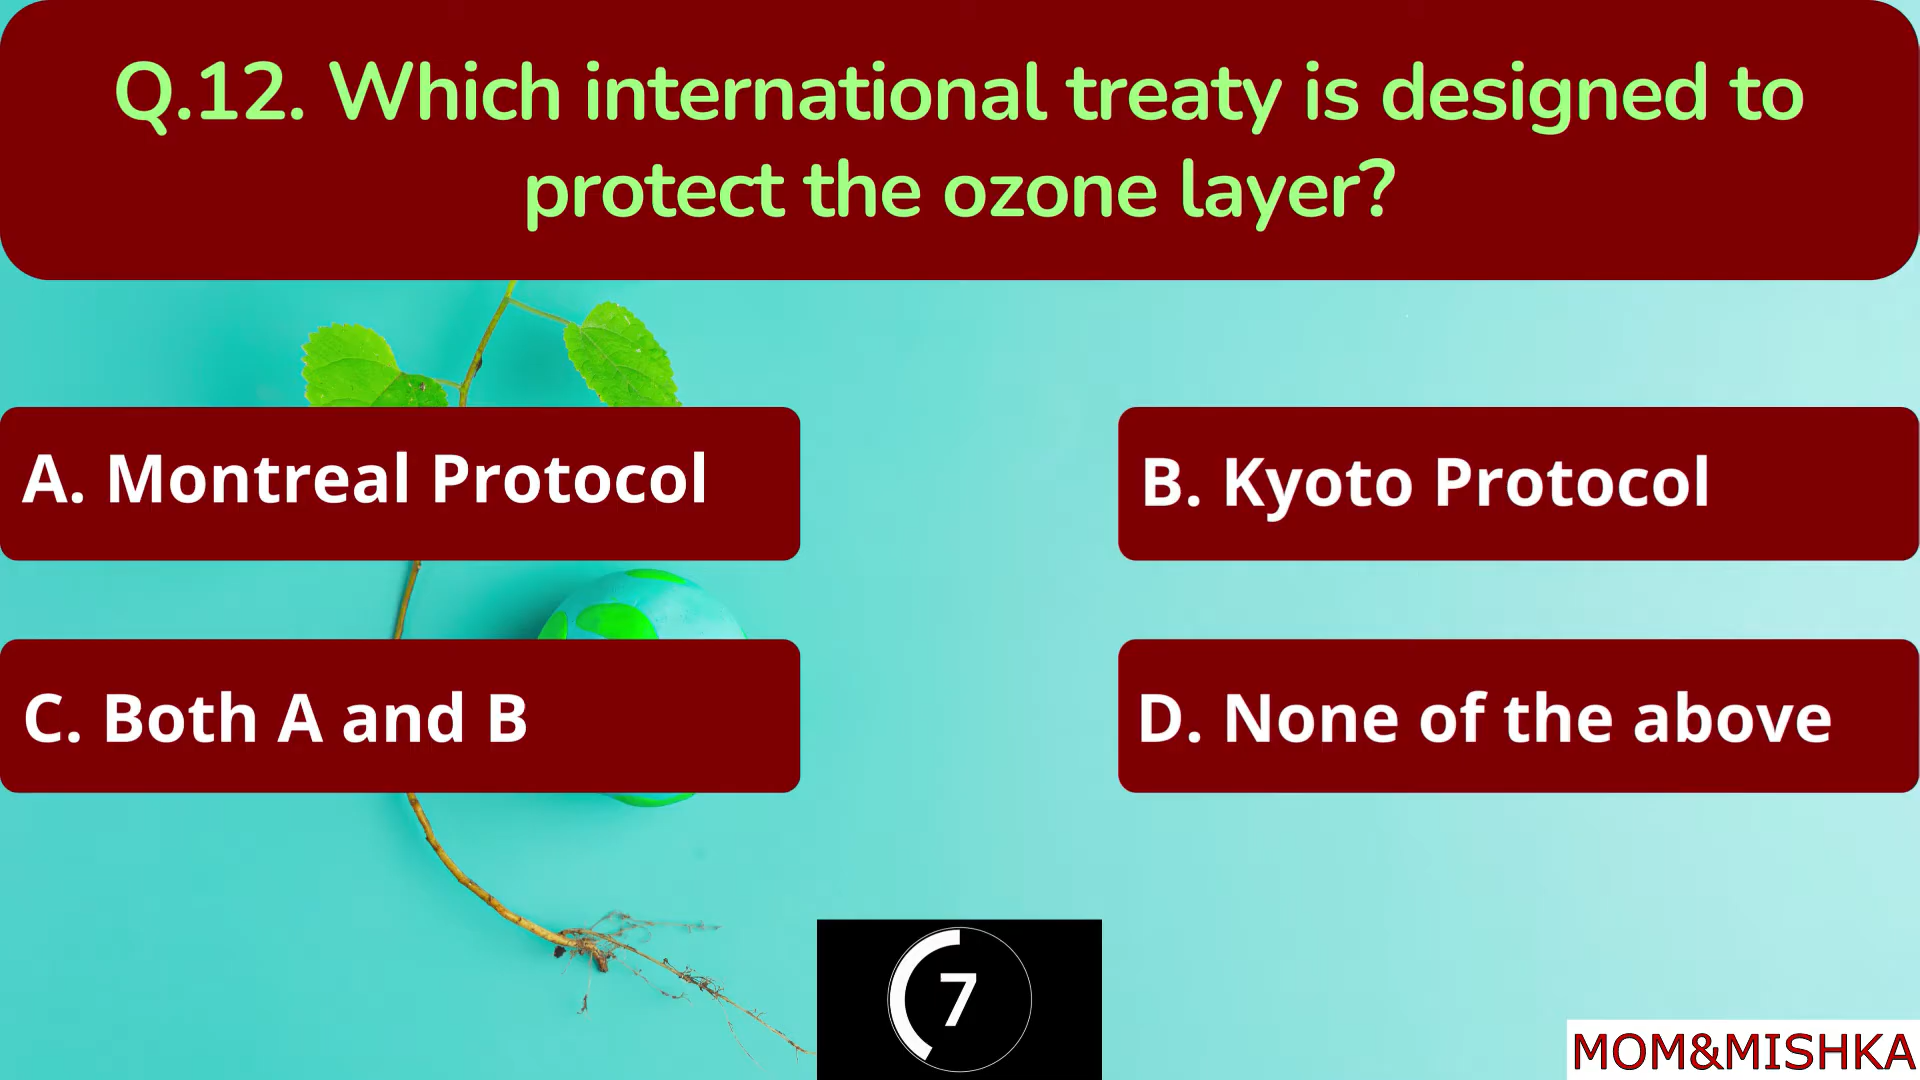 Q.12. Which international treaty is designed to
protect the ozone layer?
A. Montreal Protocol
B. Kyoto Protocol
C. Both A and B
D. None of the above
7
MOM&MISHKA